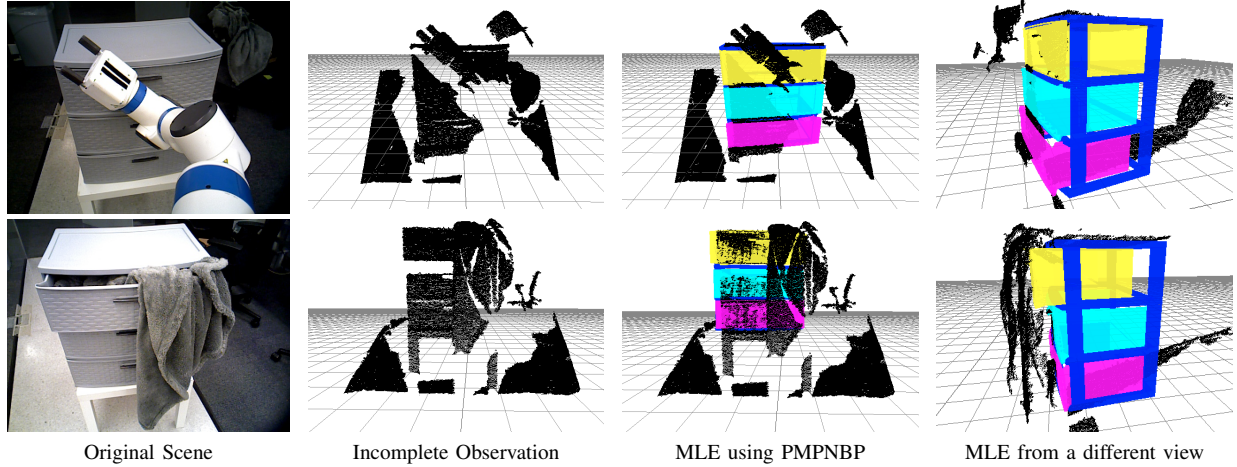 Original Scene
Incomplete Observation
MLE using PMPNBP
MLE from a different view